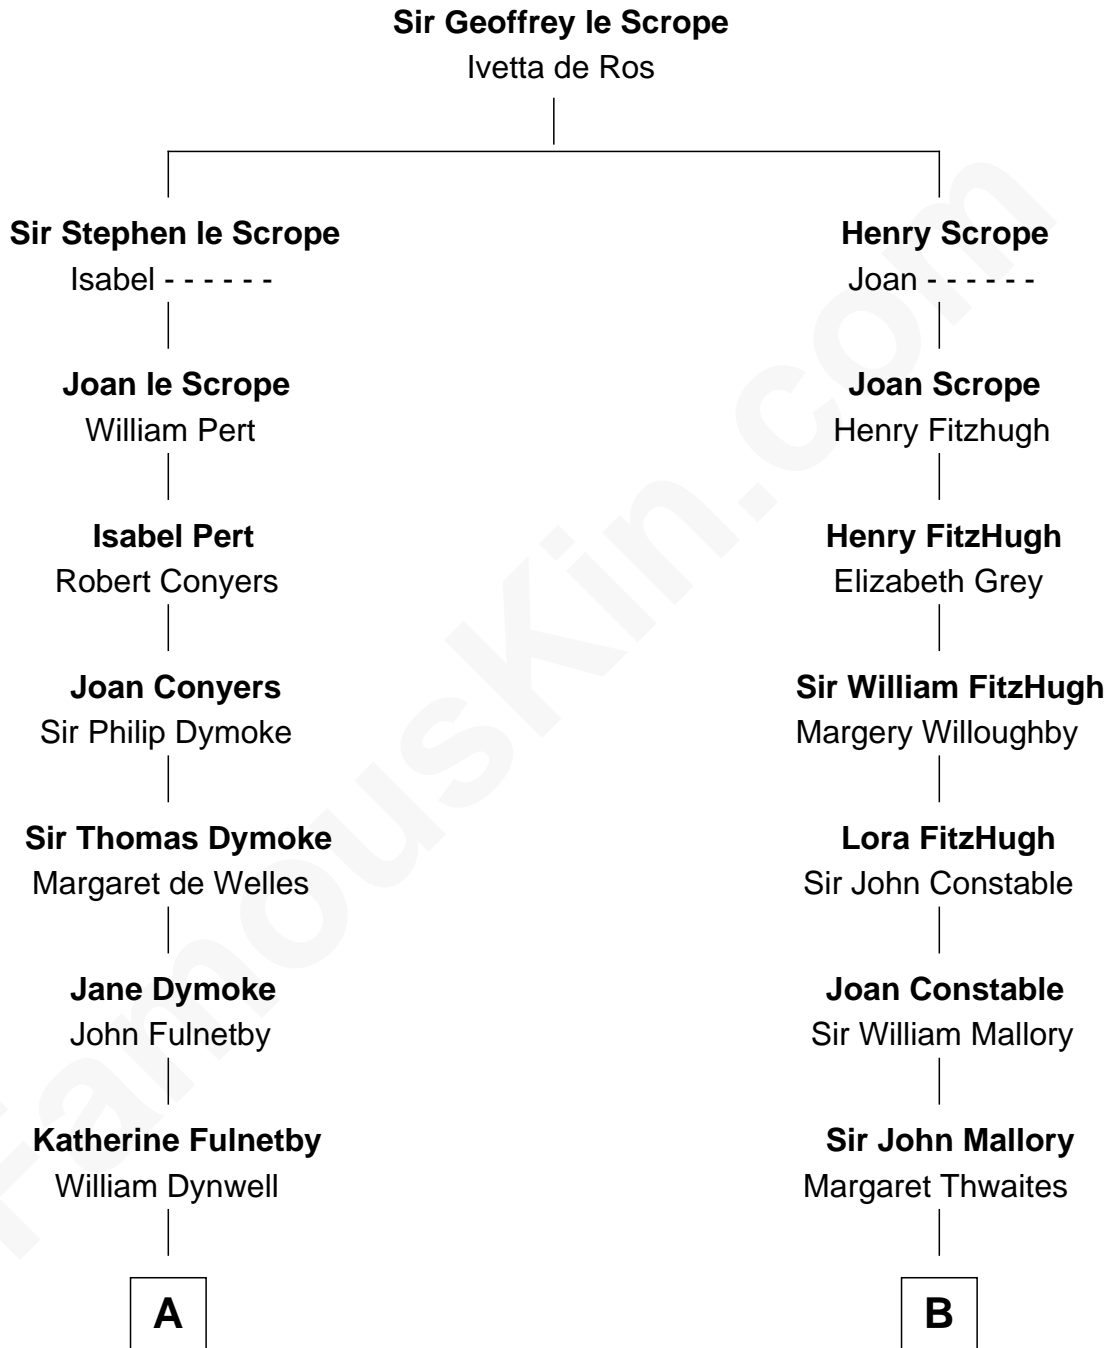 Sir Geoffrey le Scrope
Ivetta de Ros
Sir Stephen le Scrope
Isabel - - - - - -
Henry Scrope
Joan - - - - - -
Joan le Scrope
William Pert
Joan Scrope
Henry Fitzhugh
Isabel Pert
Robert Conyers
Henry FitzHugh
Elizabeth Grey
Joan Conyers
Sir Philip Dymoke
Sir William FitzHugh
Margery Willoughby
Sir Thomas Dymoke
Margaret de Welles
Lora FitzHugh
Sir John Constable
Jane Dymoke
John Fulnetby
Joan Constable
Sir William Mallory
Katherine Fulnetby
William Dynwell
Sir John Mallory
Margaret Thwaites
A
B
FamousKin.com